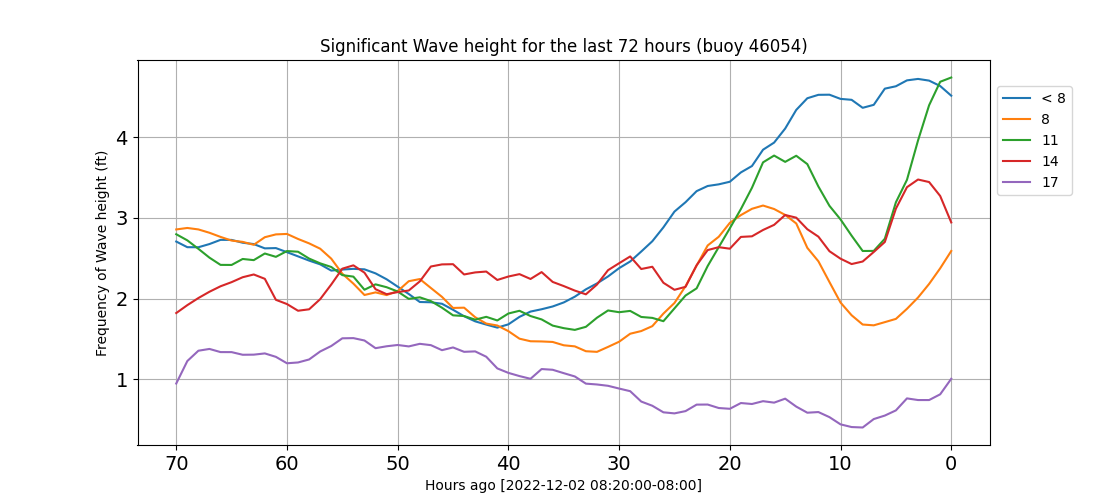 Significant Wave height for the last 72 hours (buoy 46054)
Frequency of Wave height (ft)
4
3
2
1
70 60 50 40 30 20 10 0
Hours ago [2022-12-02 08:20:00-08:00]
< 8
8
11
14
17